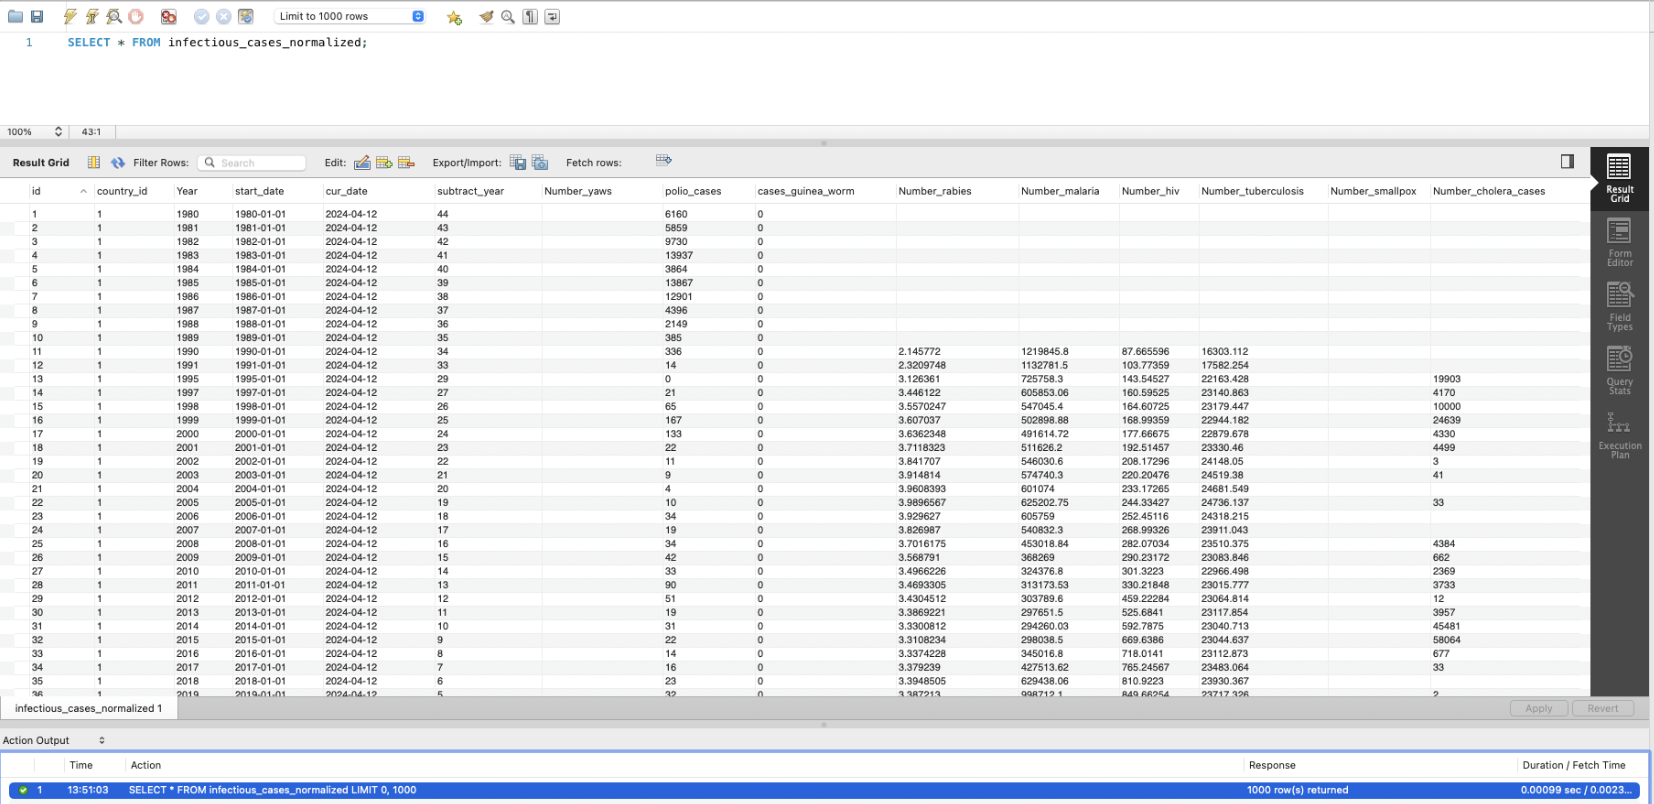 Limit to 1000 rows
1 SELECT * FROM infectious_cases_normalized;
100% 43:1
Result Grid Filter Rows: Search Edit: Export/Import: Fetch rows:
id country_id Year start_date cur_date subtract_year Number_yaws polio_cases cases_guinea_worm Number_rabies Number_malaria Number_hiv Number_tuberculosis Number_smallpox Number_cholera_cases
1 1 1980 1980-01-01 2024-04-12 44 6160 0
2 1 1981 1981-01-01 2024-04-12 43 5859 0
3 1 1982 1982-01-01 2024-04-12 42 9730 0
4 1 1983 1983-01-01 2024-04-12 41 13937 0
5 1 1984 1984-01-01 2024-04-12 40 3864 0
6 1 1985 1985-01-01 2024-04-12 39 13867 0
7 1 1986 1986-01-01 2024-04-12 38 12901 0
8 1 1987 1987-01-01 2024-04-12 37 4396 0
9 1 1988 1988-01-01 2024-04-12 36 2149 0
10 1 1989 1989-01-01 2024-04-12 35 385 0
11 1 1990 1990-01-01 2024-04-12 34 336 0 2.145772 1219845.8 87.665596 16303.112
12 1 1991 1991-01-01 2024-04-12 33 14 0 2.3209748 1132781.5 103.77359 17582.254
13 1 1995 1995-01-01 2024-04-12 29 0 0 3.126361 725758.3 143.54527 22163.428 19903
14 1 1997 1997-01-01 2024-04-12 27 21 0 3.446122 605853.06 160.59525 23140.863 4170
15 1 1998 1998-01-01 2024-04-12 26 65 0 3.5570247 547045.4 164.60725 23179.447 10000
16 1 1999 1999-01-01 2024-04-12 25 167 0 3.607037 502898.88 168.99359 22944.182 24639
17 1 2000 2000-01-01 2024-04-12 24 133 0 3.6362348 491614.72 177.66675 22879.678 4330
18 1 2001 2001-01-01 2024-04-12 23 22 0 3.7118323 511626.2 192.51457 23330.46 4499
19 1 2002 2002-01-01 2024-04-12 22 11 0 3.841707 546030.6 208.17296 24148.05 3
20 1 2003 2003-01-01 2024-04-12 21 9 0 3.914814 574740.3 220.20476 24519.38 41
21 1 2004 2004-01-01 2024-04-12 20 4 0 3.9608393 601074 233.17265 24681.549
22 1 2005 2005-01-01 2024-04-12 19 10 0 3.9896567 625202.75 244.33427 24736.137 33
23 1 2006 2006-01-01 2024-04-12 18 34 0 3.929627 605759 252.45116 24318.215
24 1 2007 2007-01-01 2024-04-12 17 19 0 3.826987 540832.3 268.99326 23911.043
25 1 2008 2008-01-01 2024-04-12 16 34 0 3.7016175 453018.84 282.07034 23510.375 4384
26 1 2009 2009-01-01 2024-04-12 15 42 0 3.568791 368269 290.23172 23083.846 662
27 1 2010 2010-01-01 2024-04-12 14 33 0 3.4966226 324376.8 301.3223 22966.498 2369
28 1 2011 2011-01-01 2024-04-12 13 90 0 3.4693305 313173.53 330.21848 23015.777 3733
29 1 2012 2012-01-01 2024-04-12 12 51 0 3.4304512 303789.6 459.22284 23064.814 12
30 1 2013 2013-01-01 2024-04-12 11 19 0 3.3869221 297651.5 525.6841 23117.854 3957
31 1 2014 2014-01-01 2024-04-12 10 31 0 3.3300812 294260.03 592.7875 23040.713 45481
32 1 2015 2015-01-01 2024-04-12 9 22 0 3.3108234 298038.5 669.6386 23044.637 58064
33 1 2016 2016-01-01 2024-04-12 8 14 0 3.3374228 345016.8 718.0141 23112.873 677
34 1 2017 2017-01-01 2024-04-12 7 16 0 3.379239 427513.62 765.24567 23483.064 33
35 1 2018 2018-01-01 2024-04-12 6 23 0 3.3948505 629438.06 810.9223 23930.367
36 1 2019 2019-01-01 2024-04-12 5 32 0 3.387213 998712.1 849.66254 23717.326 2
Result
Grid
Form
Editor
Field
Types
Query
Stats
Execution
Plan
infectious_cases_normalized 1 Apply Revert
Action Output
Time Action Response Duration / Fetch Time
1 13:51:03 SELECT * FROM infectious_cases_normalized LIMIT 0, 1000 1000 row(s) returned 0.00099 sec / 0.0023...